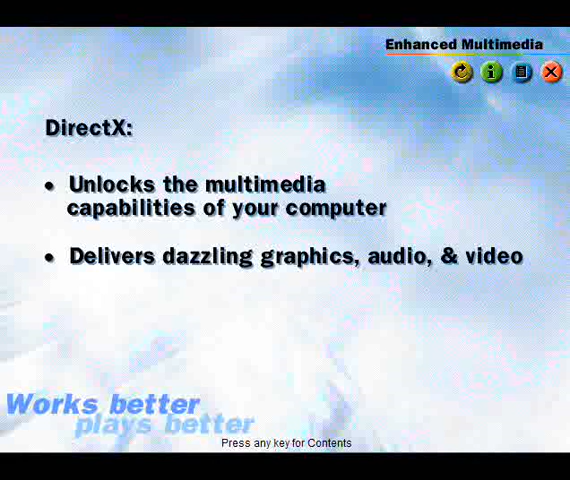 Enhanced Multimedia
DirectX:
• Unlocks the multimedia
capabilities of your computer
• Delivers dazzling graphics, audio, & video
Works better
plays better
Press any key for Contents